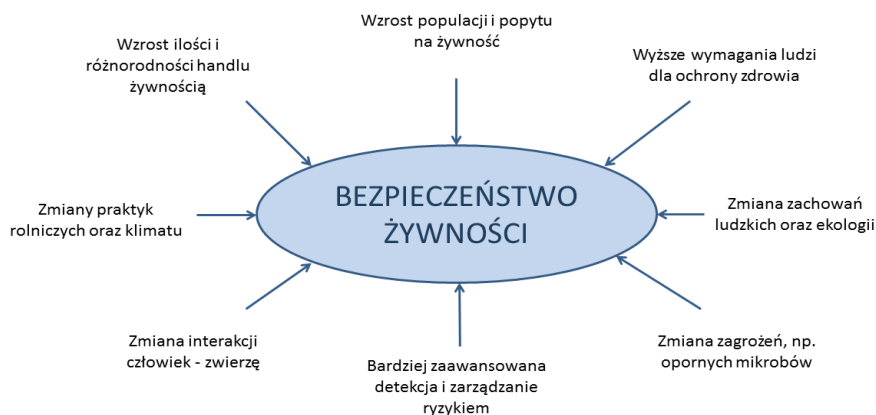 Wzrost populacji i popytu
na żywność
Wzrost ilości i
różnorodności handlu
żywnością
Wyższe wymagania ludzi
dla ochrony zdrowia
BEZPIECZEŃSTWO
ŻYWNOŚCI
Zmiany praktyk
rolniczych oraz klimatu
Zmiana zachowań
ludzkich oraz ekologii
Zmiana interakcji
człowiek - zwierzę
Bardziej zaawansowana
detekcja i zarządzanie
ryzykiem
Zmiana zagrożeń, np.
opornych mikrobów